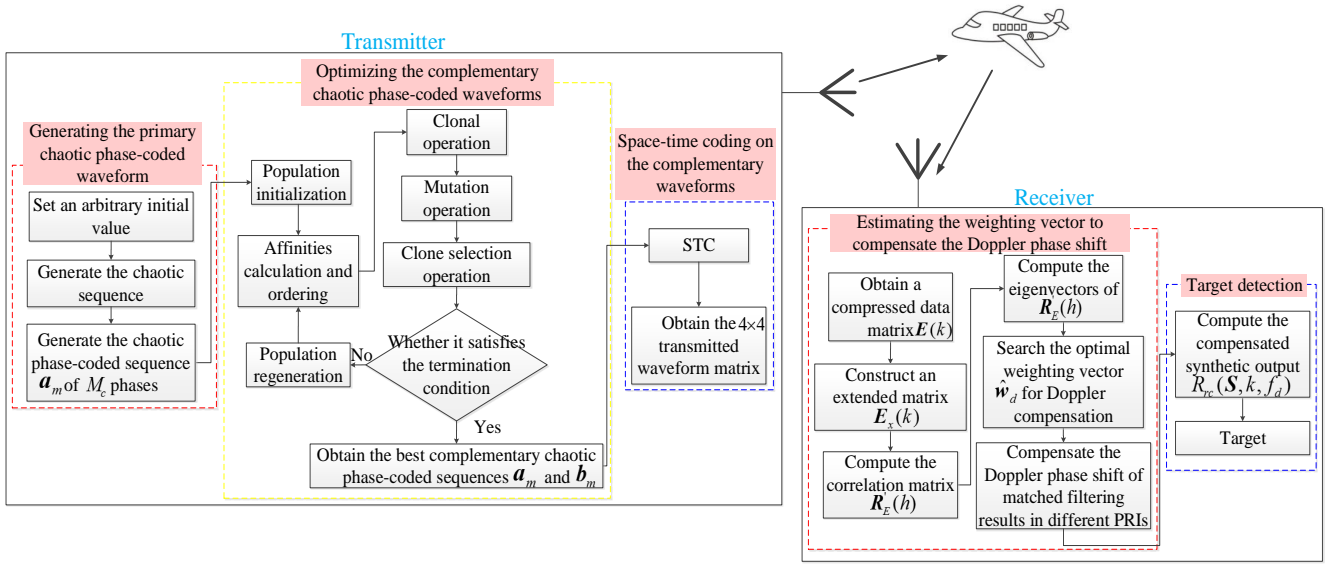 Transmitter
Generating the primary
chaotic phase-coded
waveform
Set an arbitrary initial
value
Generate the chaotic
sequence
Generate the chaotic
phase-coded sequence
a_m of M_c phases
Optimizing the complementary
chaotic phase-coded waveforms
Population
initialization
Affinities
calculation and
ordering
Population
regeneration
Clonal
operation
Mutation
operation
Clone selection
operation
Whether it satisfies
the termination
condition
No
Yes
Obtain the best complementary chaotic
phase-coded sequences a_m and b_m
Space-time coding on
the complementary
waveforms
STC
Obtain the 4×4
transmitted
waveform matrix
Receiver
Estimating the weighting vector to
compensate the Doppler phase shift
Obtain a
compressed data
matrix E(k)
Construct an
extended matrix
E_x(k)
Compute the
correlation matrix
R'_E(h)
Compute the
eigenvectors of
R'_E(h)
Search the optimal
weighting vector
ŵ_d for Doppler
compensation
Compensate the
Doppler phase shift of
matched filtering
results in different PRIs
Target detection
Compute the
compensated
synthetic output
R_rc(S, k, f_d)
Target